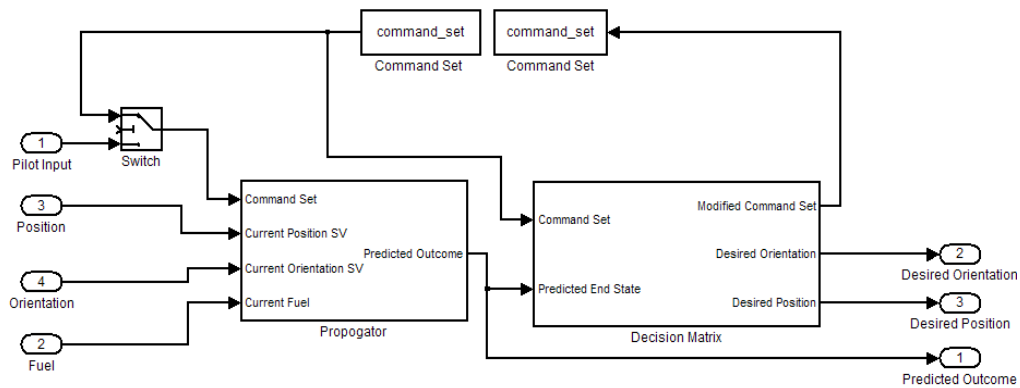 command_set
command_set
Command Set
Command Set
1
Pilot Input
Switch
3
Position
4
Orientation
2
Fuel
Command Set
Current Position SV
Current Orientation SV
Current Fuel
Predicted Outcome
Propogator
Command Set
Predicted End State
Modified Command Set
Desired Orientation
Desired Position
Decision Matrix
2
Desired Orientation
3
Desired Position
1
Predicted Outcome